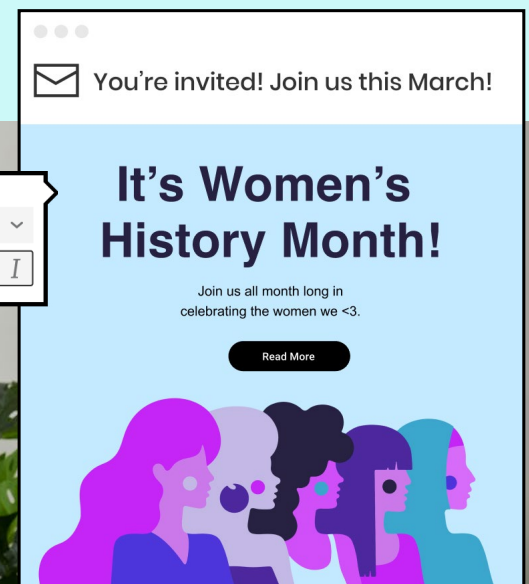 You're invited! Join us this March!
It's Women's
History Month!
Join us all month long in
celebrating the women we <3.
Read More
I